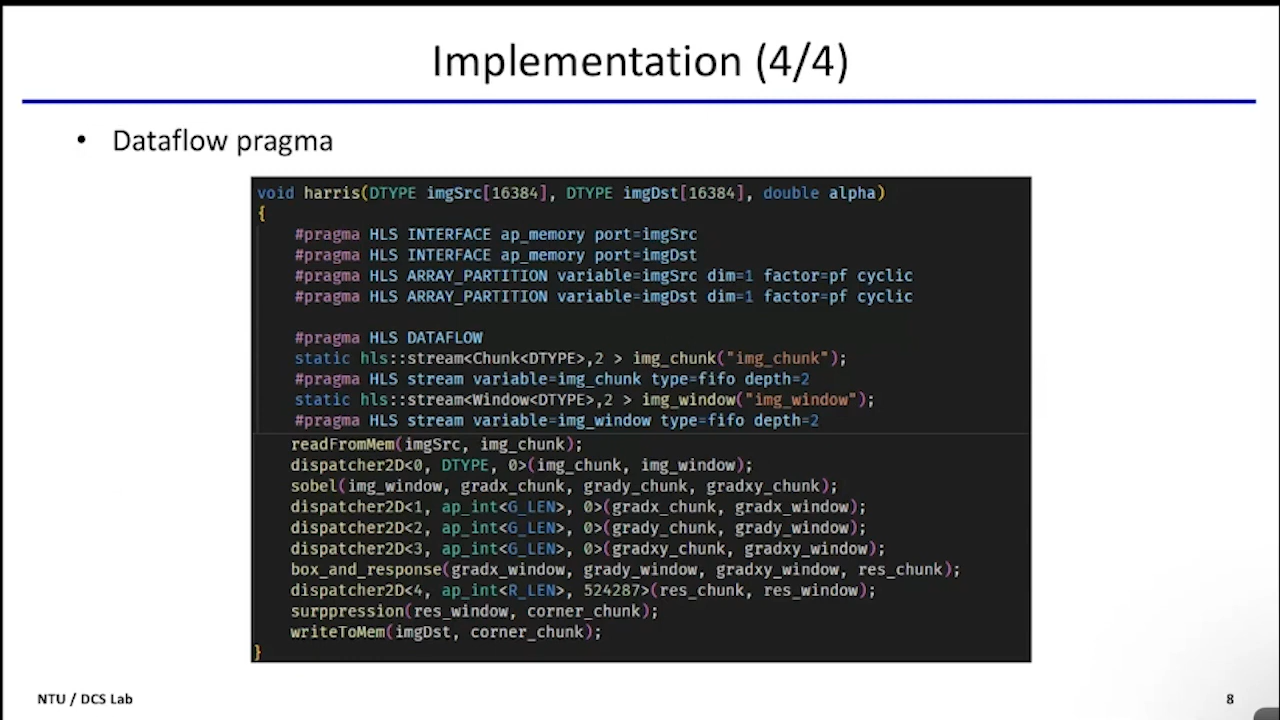 Implementation (4/4)
• Dataflow pragma
void harris(DTYPE imgSrc[16384], DTYPE imgDst[16384], double alpha)
{
#pragma HLS INTERFACE ap_memory port=imgSrc
#pragma HLS INTERFACE ap_memory port=imgDst
#pragma HLS ARRAY_PARTITION variable=imgSrc dim=1 factor=pf cyclic
#pragma HLS ARRAY_PARTITION variable=imgDst dim=1 factor=pf cyclic
#pragma HLS DATAFLOW
static hls::stream<Chunk<DTYPE>,2 > img_chunk("img_chunk");
#pragma HLS stream variable=img_chunk type=fifo depth=2
static hls::stream<Window<DTYPE>,2 > img_window("img_window");
#pragma HLS stream variable=img_window type=fifo depth=2
readFromMem(imgSrc, img_chunk);
dispatcher2D<0, DTYPE, 0>(img_chunk, img_window);
sobel(img_window, gradx_chunk, grady_chunk, gradxy_chunk);
dispatcher2D<1, ap_int<G_LEN>, 0>(gradx_chunk, gradx_window);
dispatcher2D<2, ap_int<G_LEN>, 0>(grady_chunk, grady_window);
dispatcher2D<3, ap_int<G_LEN>, 0>(gradxy_chunk, gradxy_window);
box_and_response(gradx_window, grady_window, gradxy_window, res_chunk);
dispatcher2D<4, ap_int<R_LEN>, 524287>(res_chunk, res_window);
surppression(res_window, corner_chunk);
writeToMem(imgDst, corner_chunk);
}
NTU / DCS Lab
8